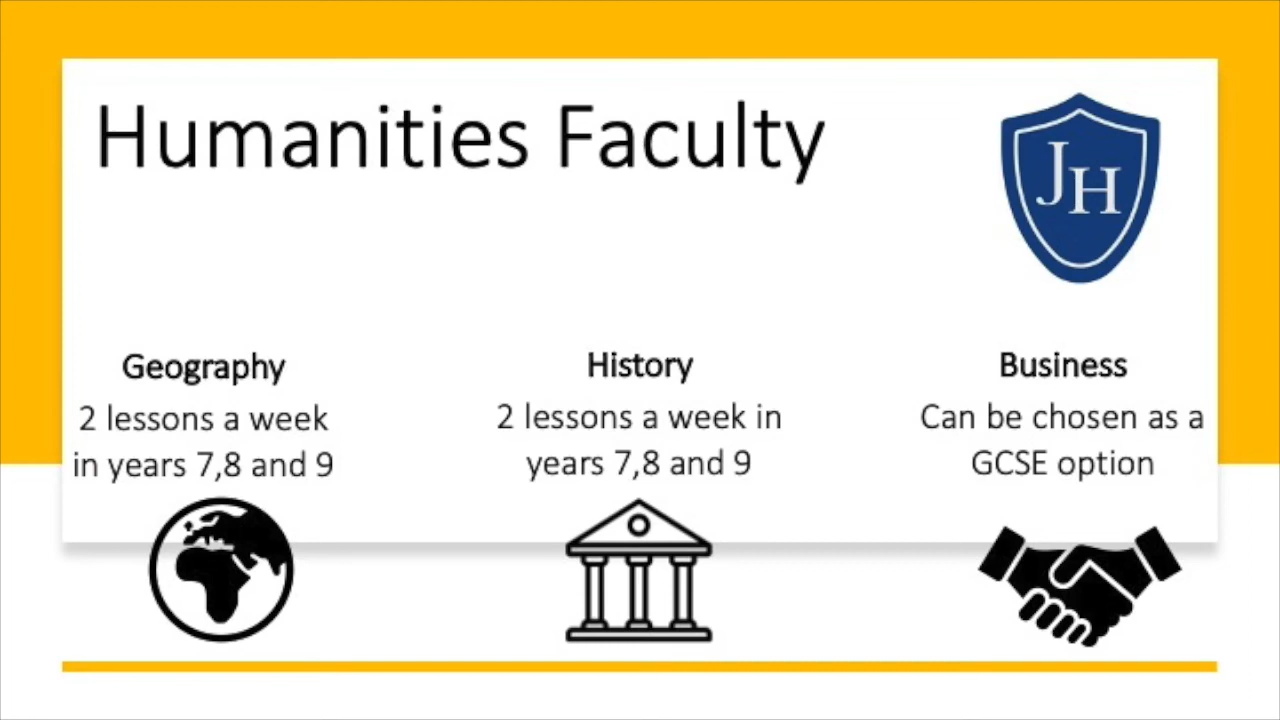 Humanities Faculty
JH
Geography
2 lessons a week
in years 7,8 and 9
History
2 lessons a week in
years 7,8 and 9
Business
Can be chosen as a
GCSE option